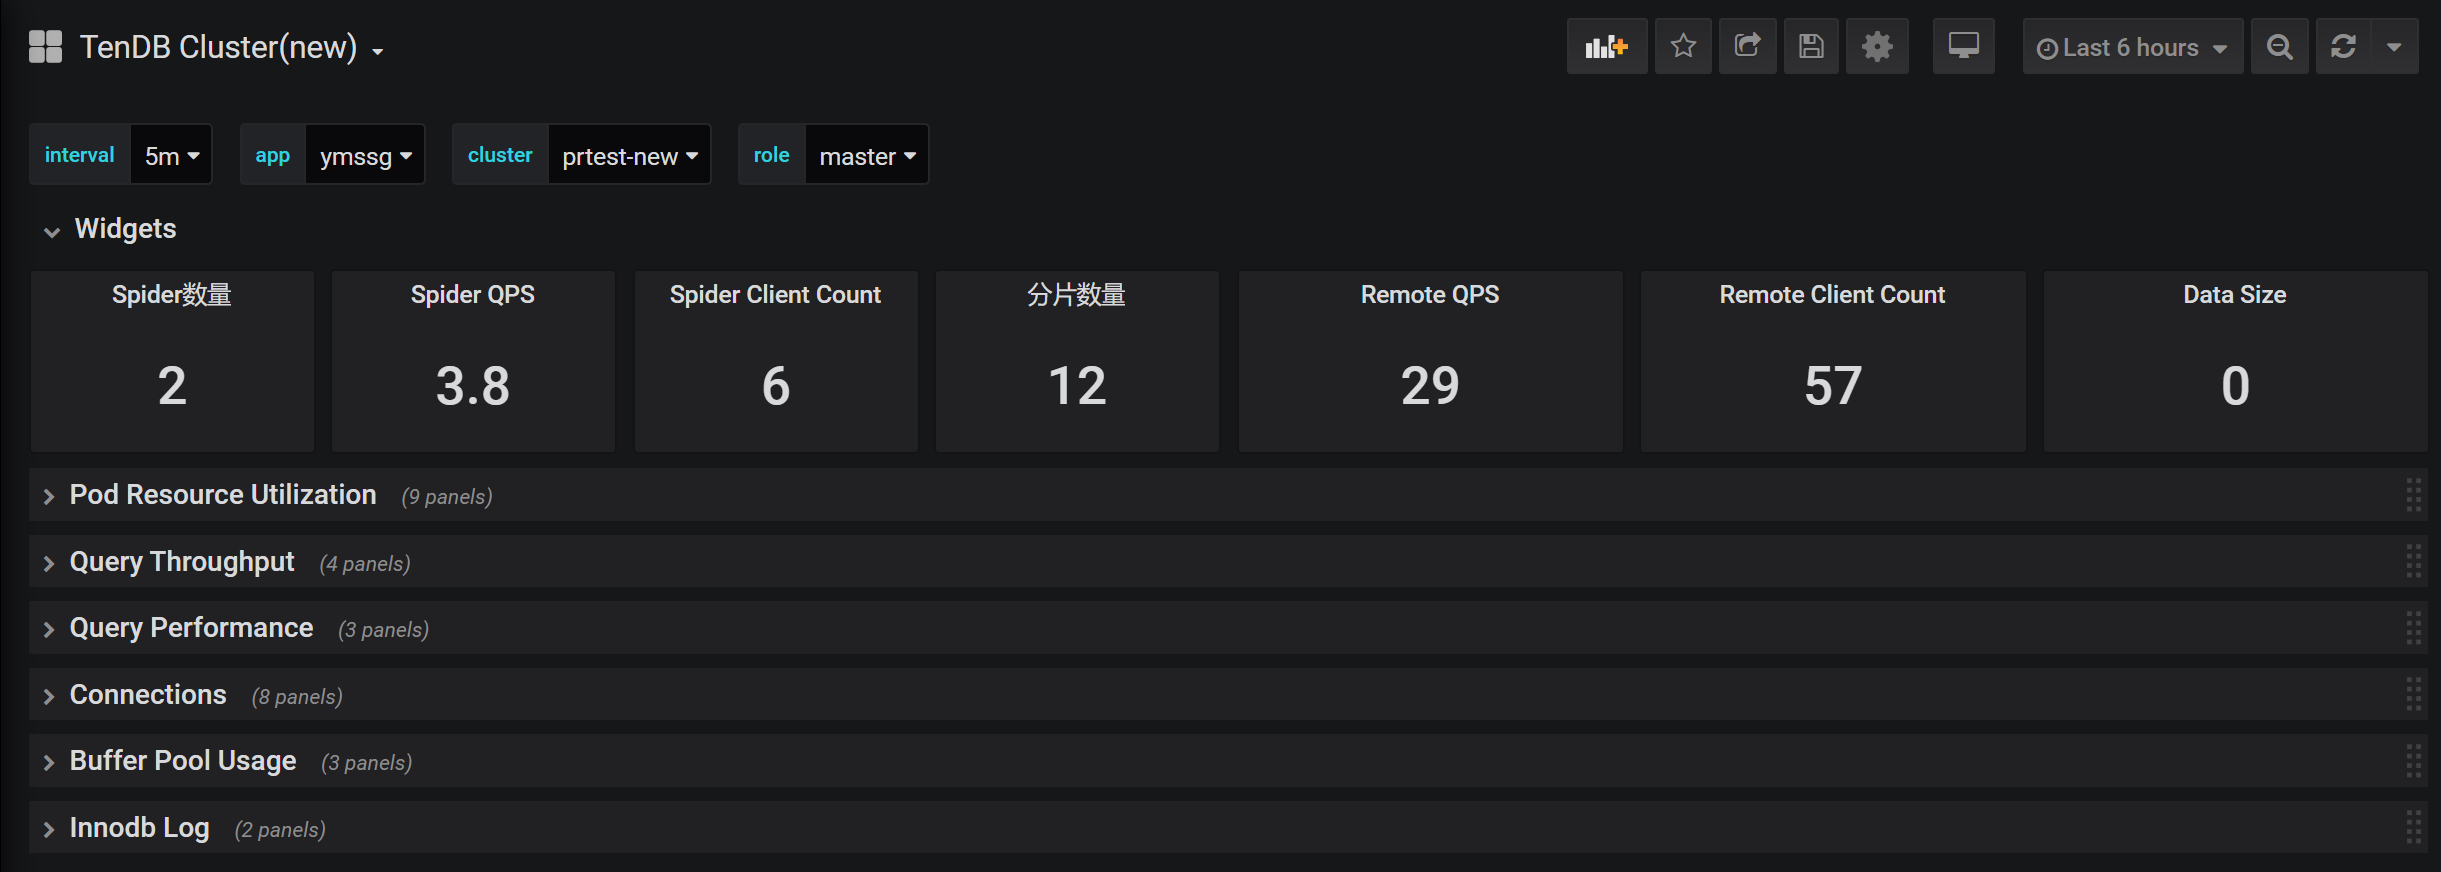 TenDB Cluster(new)
Last 6 hours
interval 5m app ymssg cluster prtest-new role master
Widgets
Spider数量 Spider QPS Spider Client Count 分片数量 Remote QPS Remote Client Count Data Size
2 3.8 6 12 29 57 0
Pod Resource Utilization (9 panels)
Query Throughput (4 panels)
Query Performance (3 panels)
Connections (8 panels)
Buffer Pool Usage (3 panels)
Innodb Log (2 panels)